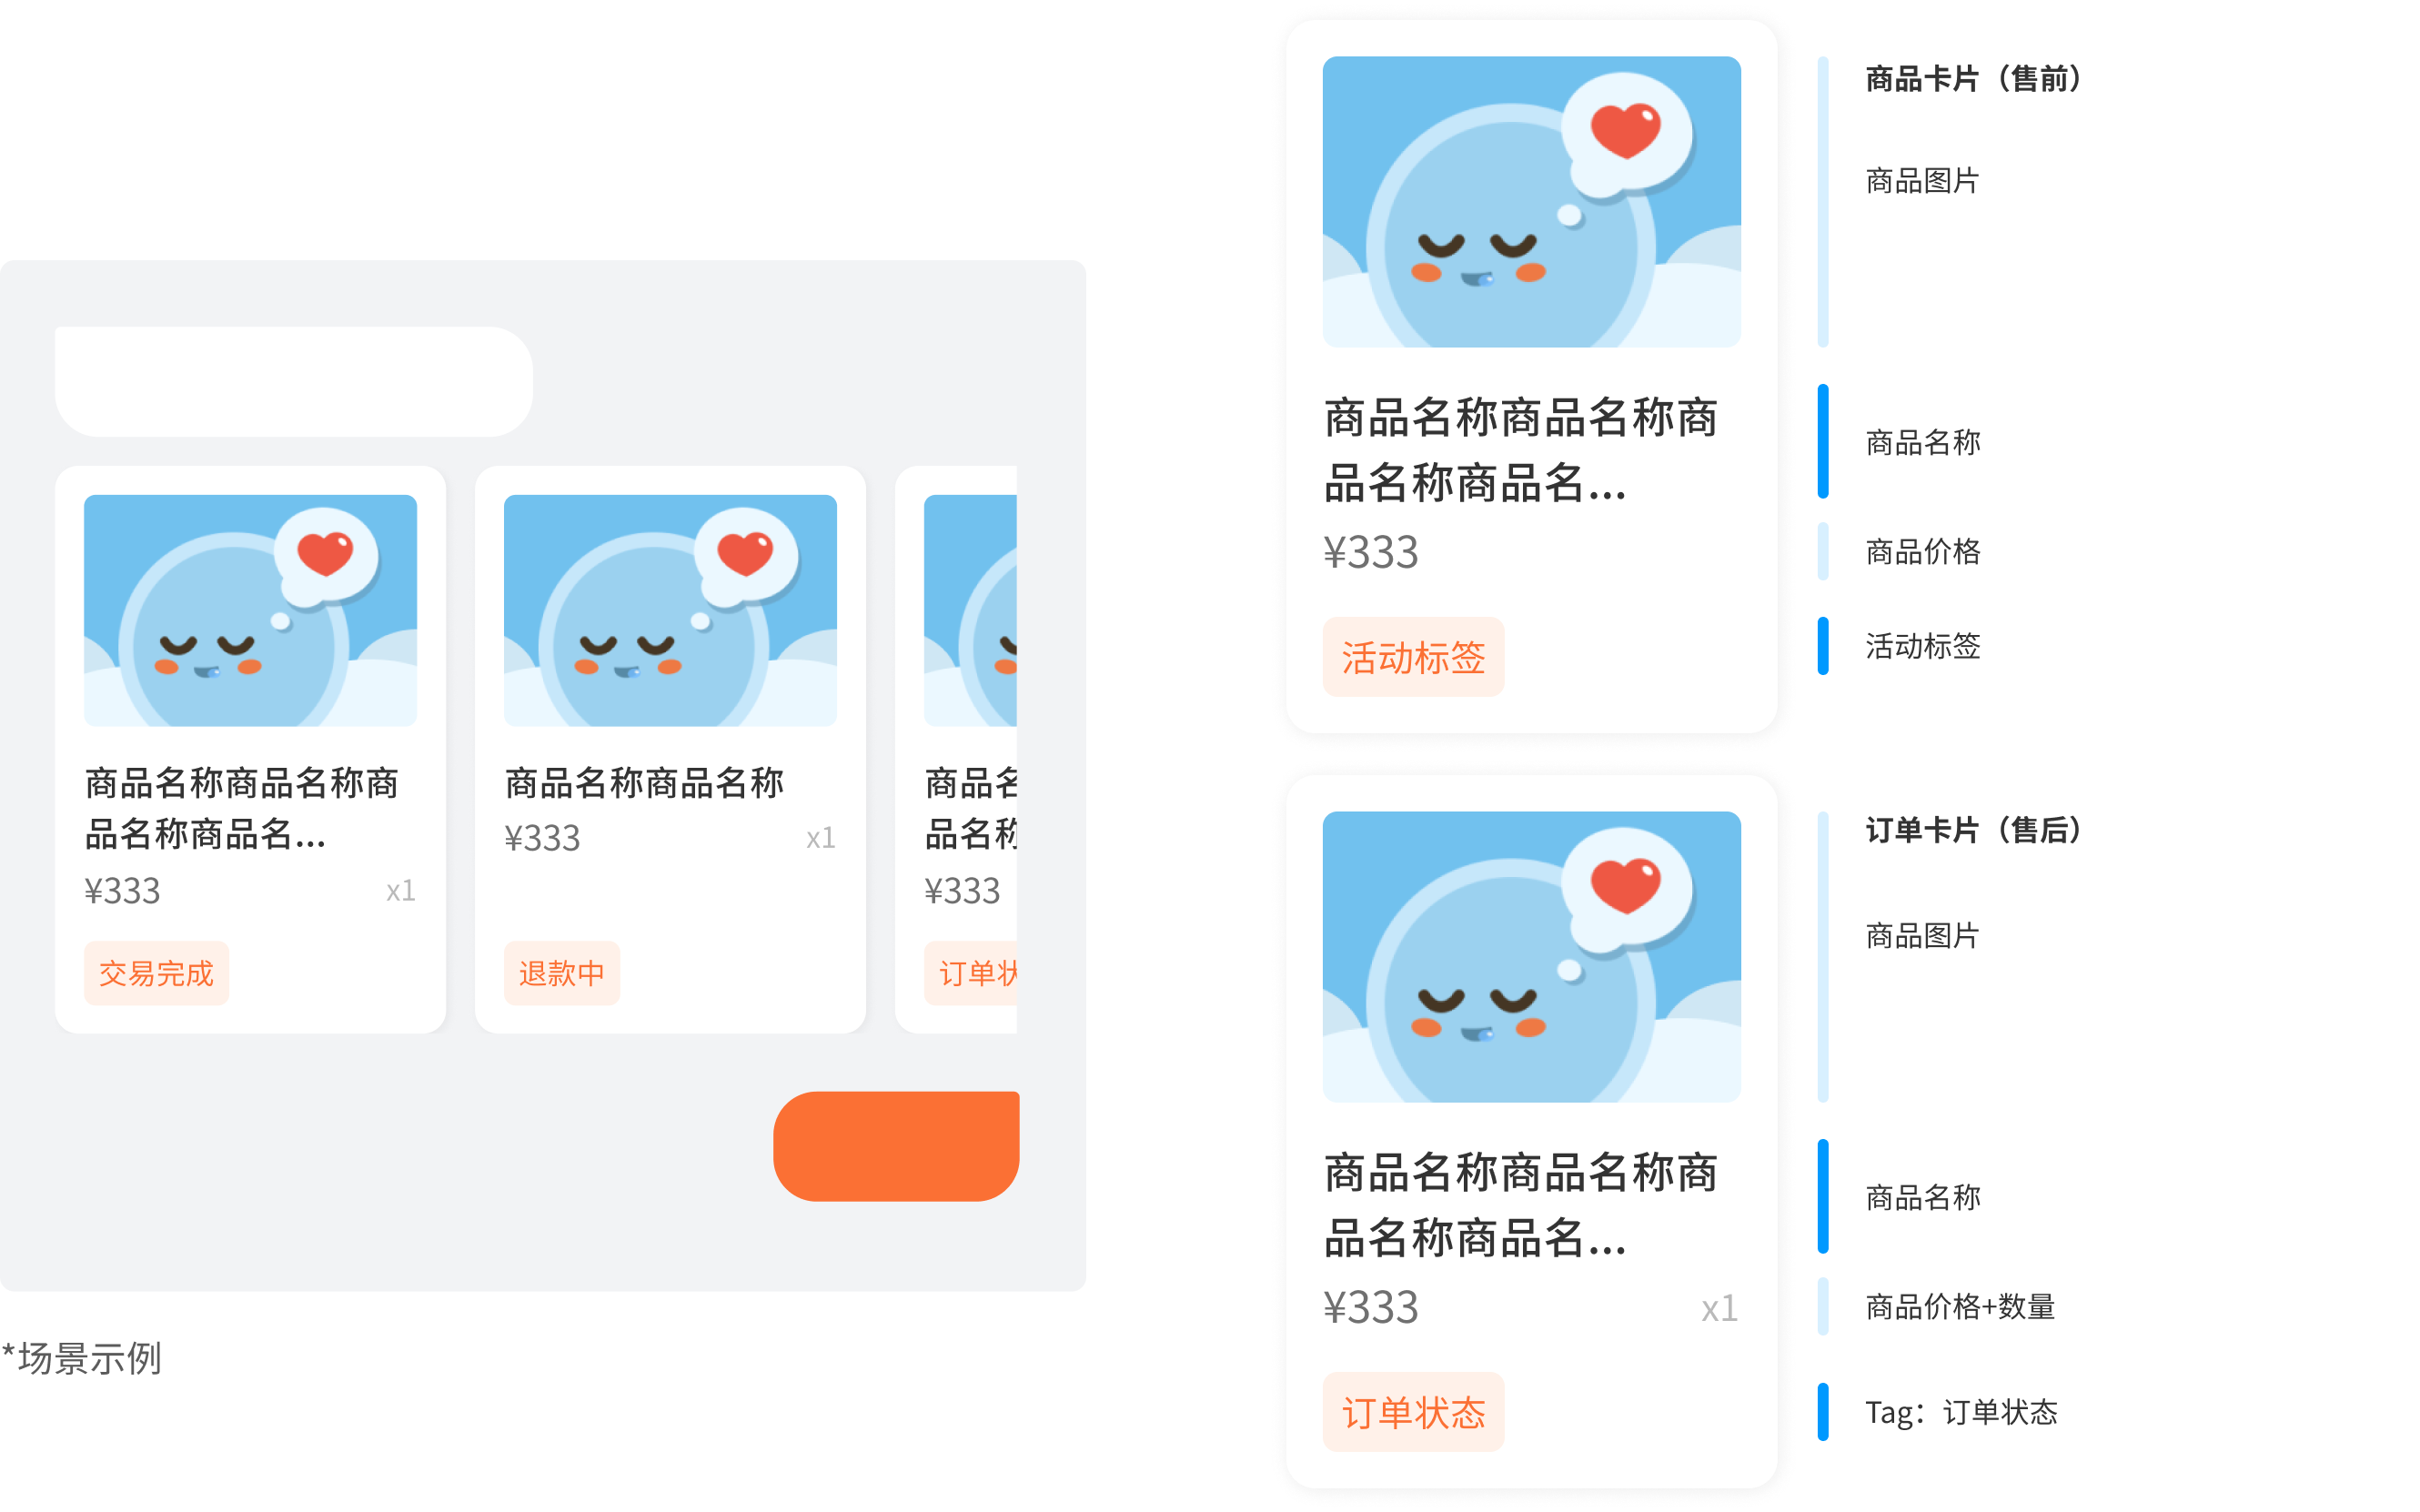 商品名称商品名称商
品名称商品名...
¥333
x1
交易完成
商品名称商品名称
¥333
x1
退款中
商品名
品名称
¥333
订单状
*场景示例
商品名称商品名称商
品名称商品名...
¥333
活动标签
商品卡片（售前）
商品图片
商品名称
商品价格
活动标签
商品名称商品名称商
品名称商品名...
¥333
x1
订单状态
订单卡片（售后）
商品图片
商品名称
商品价格+数量
Tag：订单状态